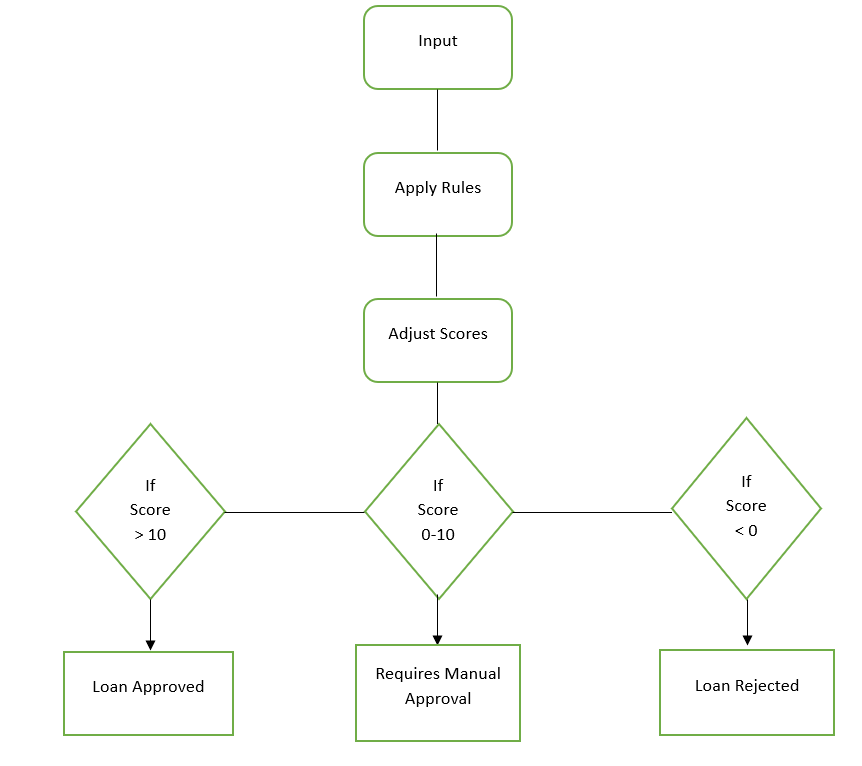 Input
Apply Rules
Adjust Scores
If
Score
> 10
If
Score
0-10
If
Score
< 0
Loan Approved
Requires Manual
Approval
Loan Rejected